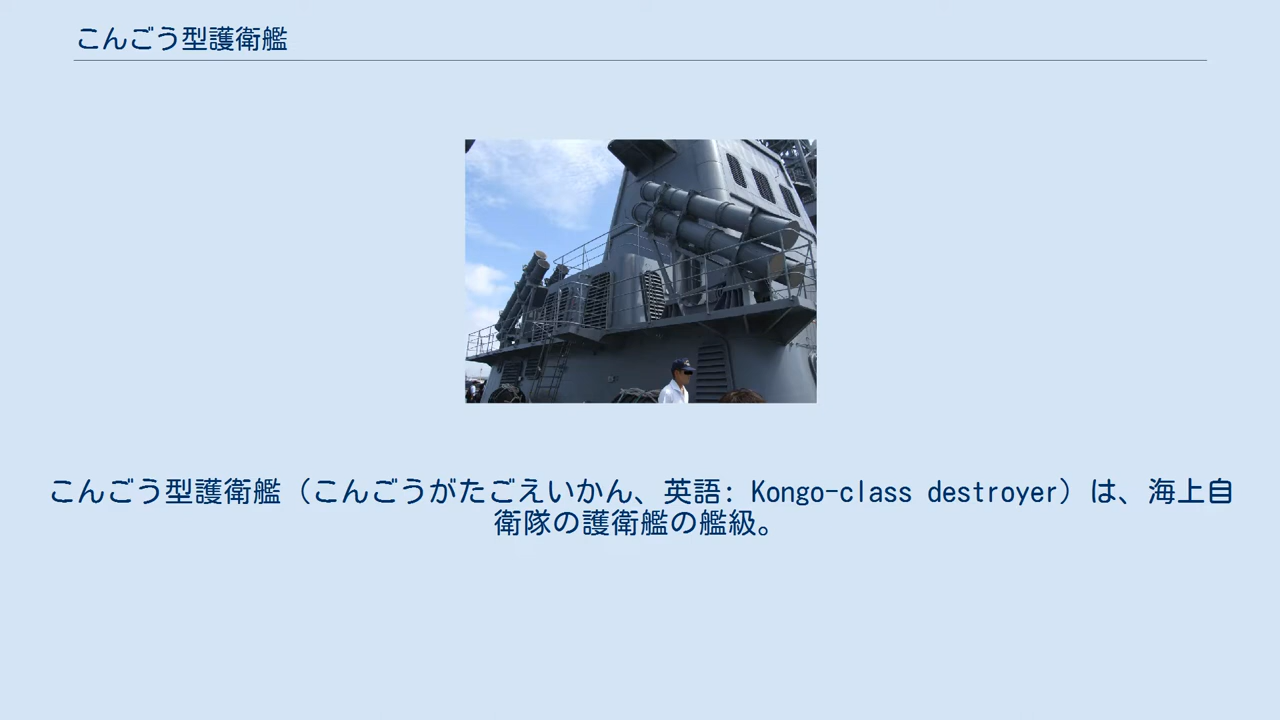 こんごう型護衛艦
こんごう型護衛艦（こんごうがたごえいかん、英語: Kongo-class destroyer）は、海上自
衛隊の護衛艦の艦級。